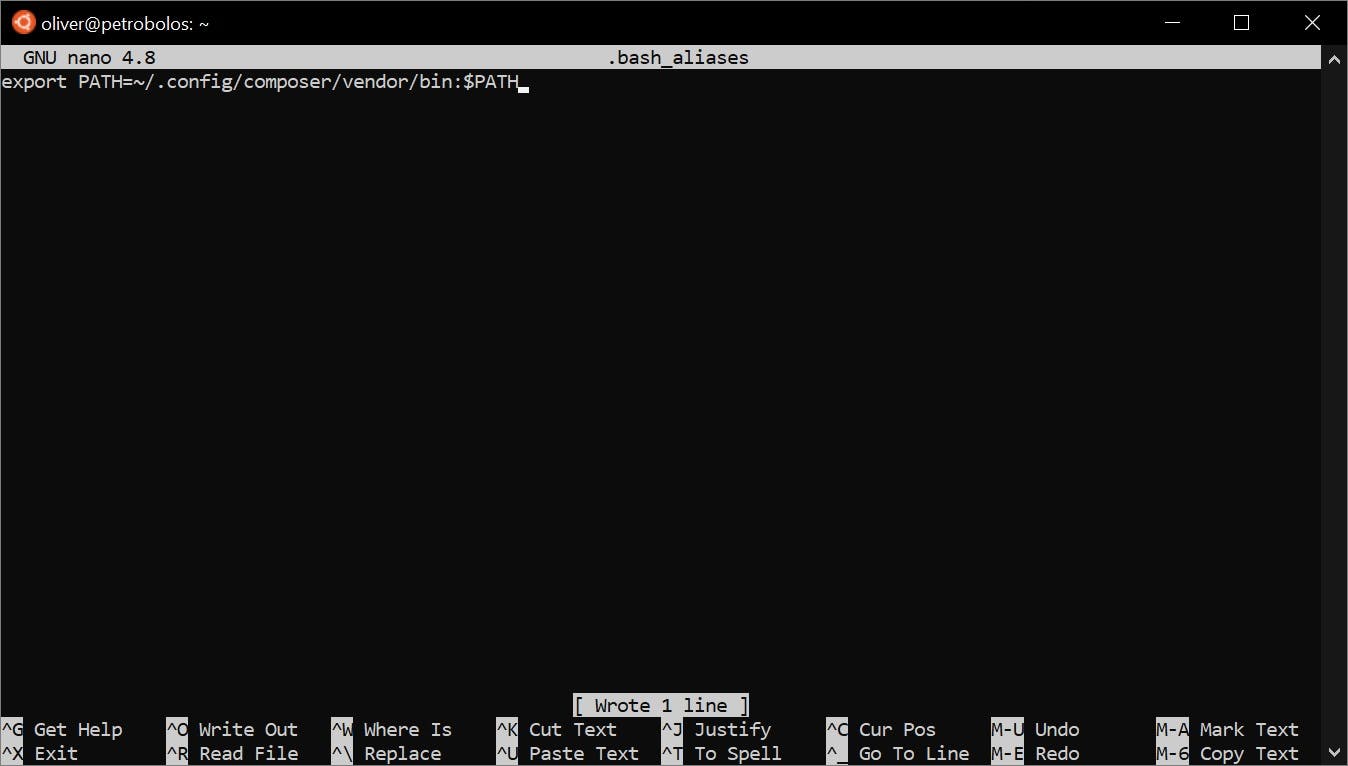 oliver@petrobolos: ~
GNU nano 4.8 .bash_aliases
export PATH=~/.config/composer/vendor/bin:$PATH
[ Wrote 1 line ]
^G Get Help ^O Write Out ^W Where Is ^K Cut Text ^J Justify ^C Cur Pos M-U Undo M-A Mark Text
^X Exit ^R Read File ^\ Replace ^U Paste Text ^T To Spell ^_ Go To Line M-E Redo M-6 Copy Text